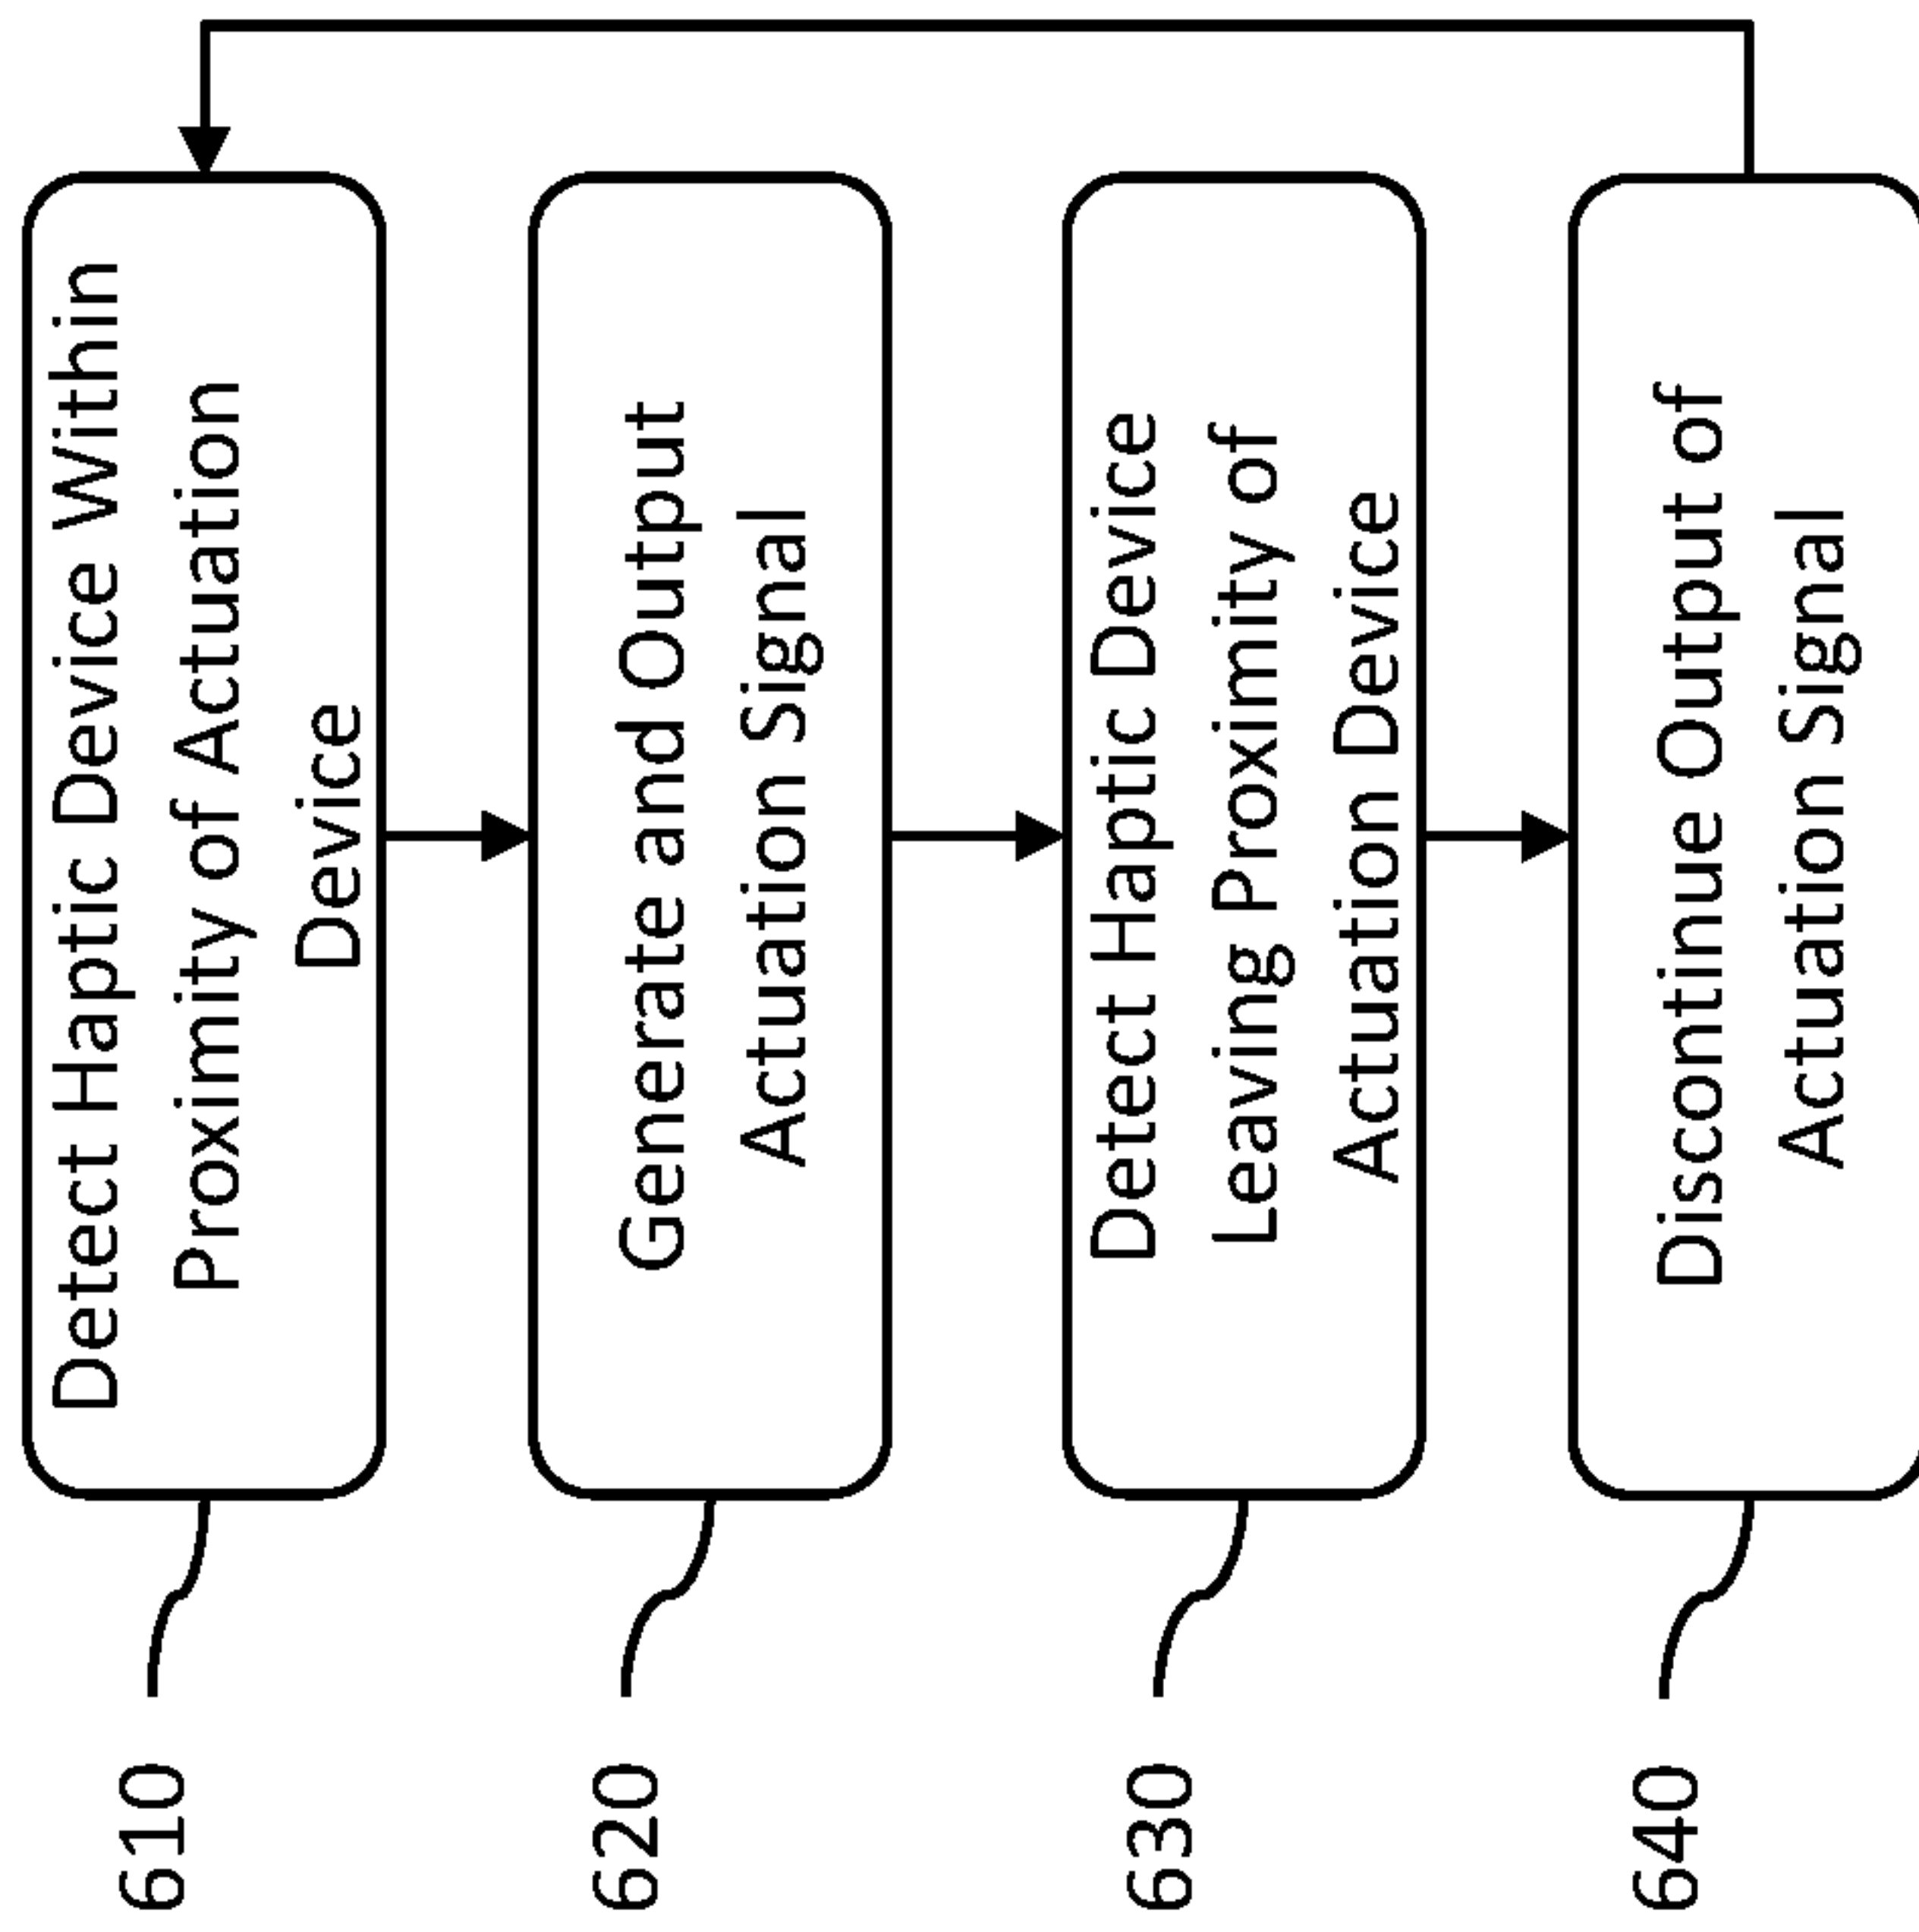 610
Detect Haptic Device Within
Proximity of Actuation
Device
620
Generate and Output
Actuation Signal
630
Detect Haptic Device
Leaving Proximity of
Actuation Device
640
Discontinue Output of
Actuation Signal